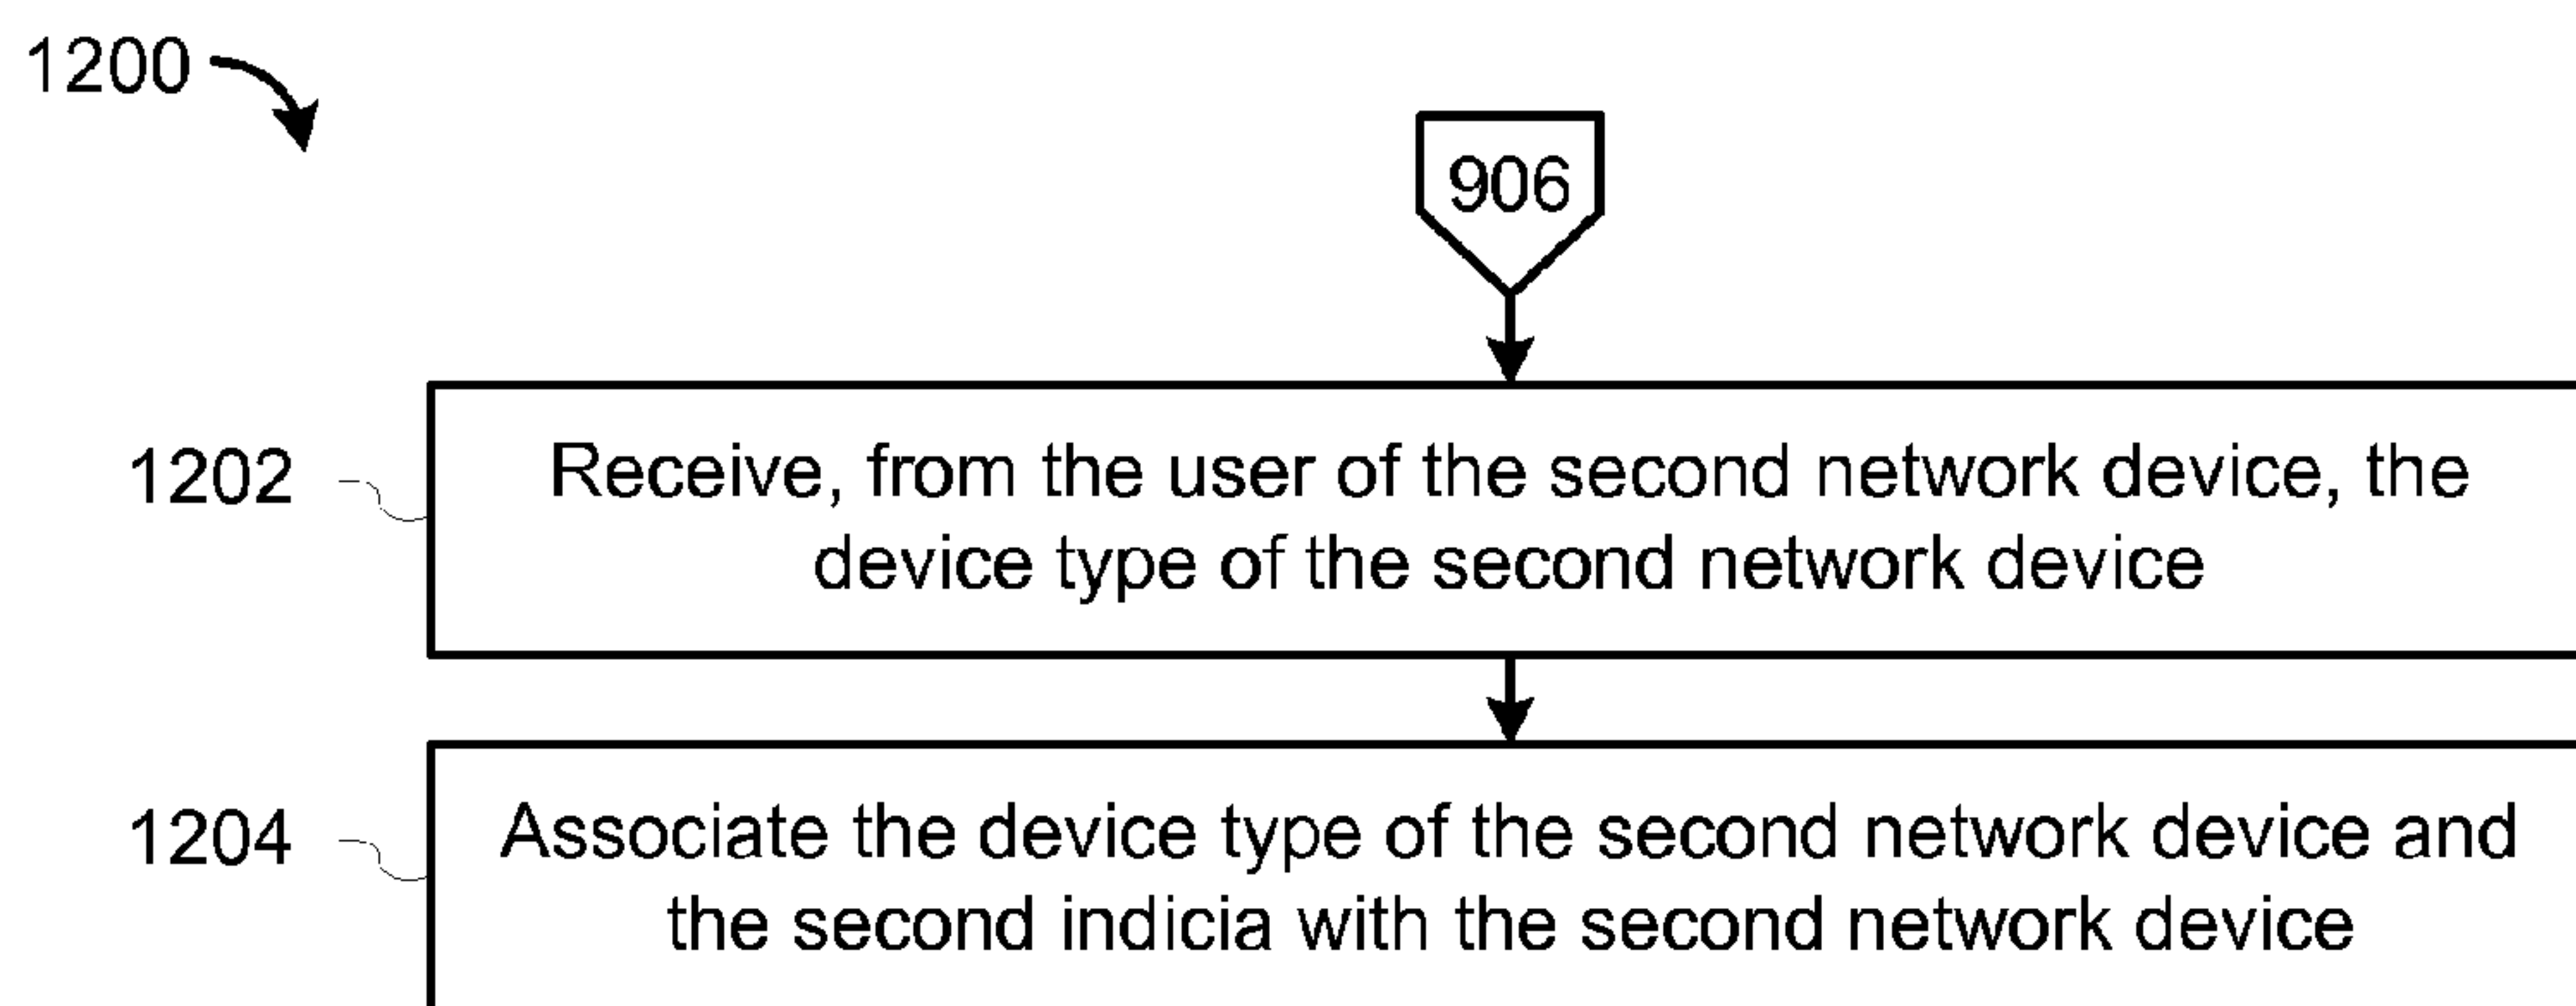 1200
906
1202
Receive, from the user of the second network device, the
device type of the second network device
1204
Associate the device type of the second network device and
the second indicia with the second network device